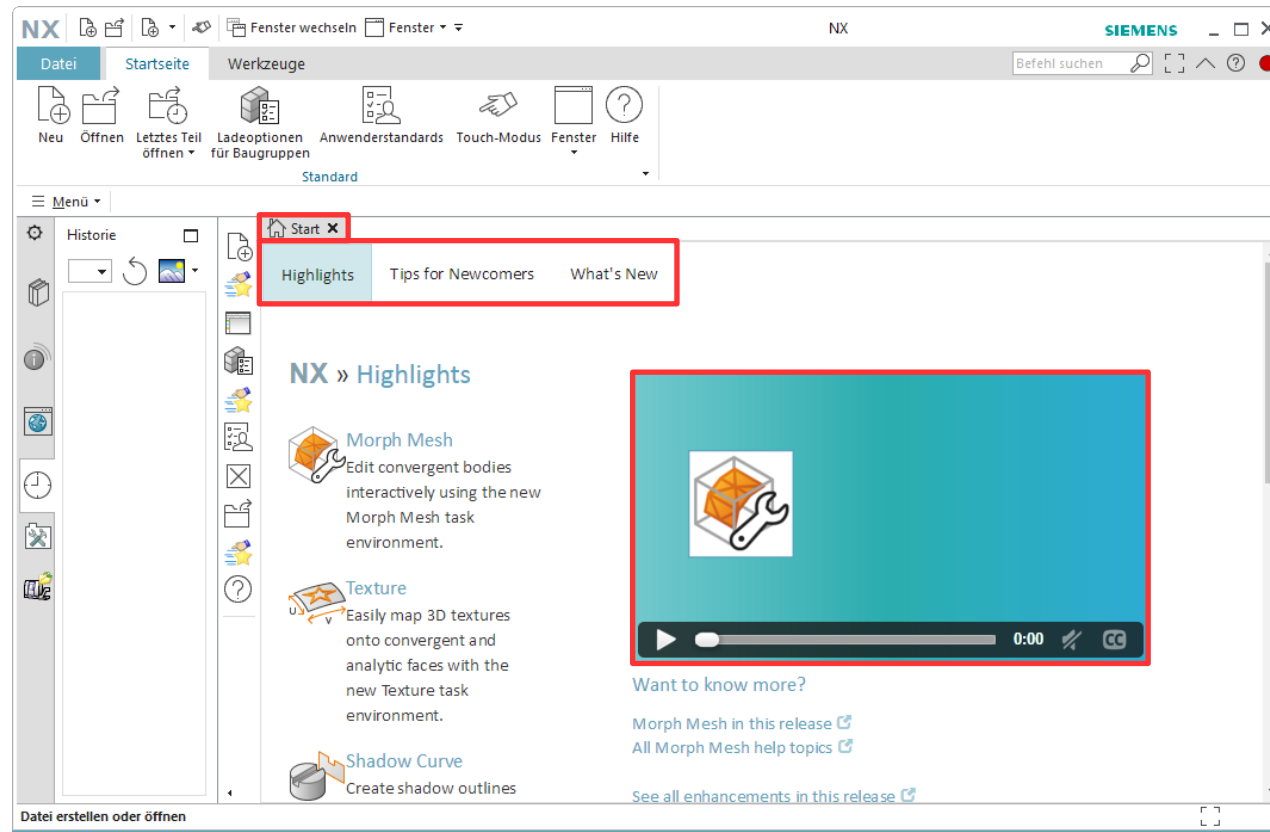 NX Fenster wechseln Fenster NX SIEMENS
Datei Startseite Werkzeuge Befehl suchen
Neu Öffnen Letztes Teil öffnen Ladeoptionen für Baugruppen Anwenderstandards Touch-Modus Fenster Hilfe
Standard
Menü
Historie
Start
Highlights Tips for Newcomers What's New
NX » Highlights
Morph Mesh
Edit convergent bodies
interactively using the new
Morph Mesh task
environment.
Texture
Easily map 3D textures
onto convergent and
analytic faces with the
new Texture task
environment.
Shadow Curve
Create shadow outlines
0:00 CC
Want to know more?
Morph Mesh in this release
All Morph Mesh help topics
See all enhancements in this release
Datei erstellen oder öffnen